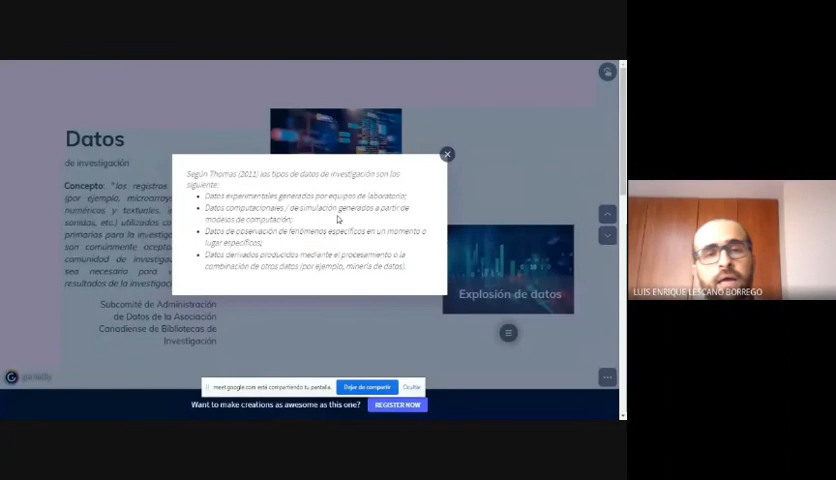 Datos
de investigación
Concepto: "los registros
(por ejemplo, microarray
numéricos y textuales, i
sonidos, etc.) utilizados c
primarias para la investiga
son comúnmente acepta
comunidad de investiga
sea necesario para v
resultados de la investigac
Subcomité de Administración
de Datos de la Asociación
Canadiense de Bibliotecas de
Investigación
Según Thomas (2011) los tipos de datos de investigación son los
siguiente:
• Datos experimentales generados por equipos de laboratorio;
• Datos computacionales / de simulación generados a partir de
modelos de computación;
• Datos de observación de fenómenos específicos en un momento o
lugar específicos;
• Datos derivados producidos mediante el procesamiento o la
combinación de otros datos (por ejemplo, minería de datos).
Explosión de datos
genially
meet.google.com está compartiendo tu pantalla.
Dejar de compartir
Ocultar
Want to make creations as awesome as this one?
REGISTER NOW
LUIS ENRIQUE LESCANO BORREGO